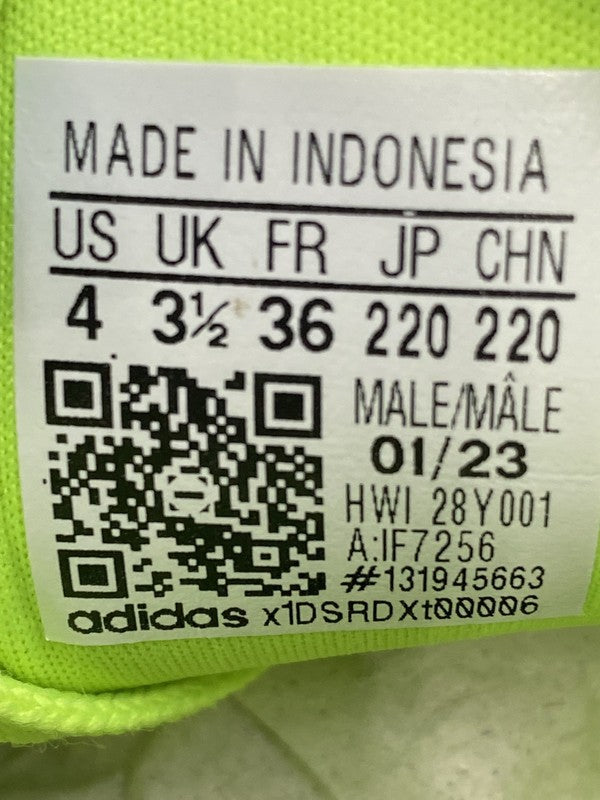 MADE IN INDONESIA
US UK FR JP CHN
4 3½ 36 220 220
MALE/MÂLE
01/23
HWI 28Y001
A:IF7256
#131945663
adidas x1DSRDXt00006